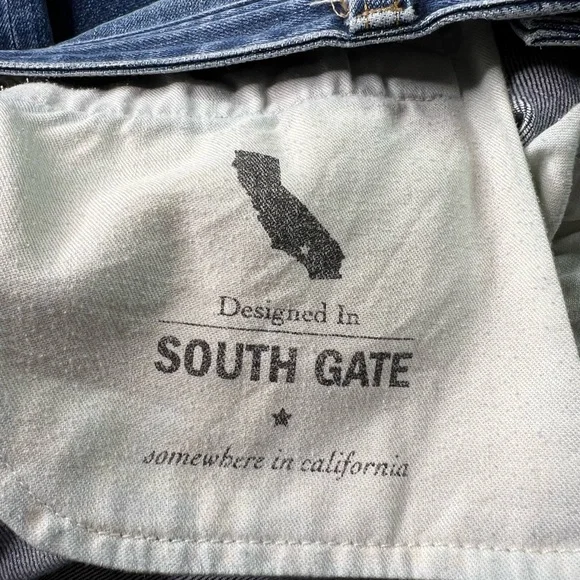 Designed In
SOUTH GATE
somewhere in california